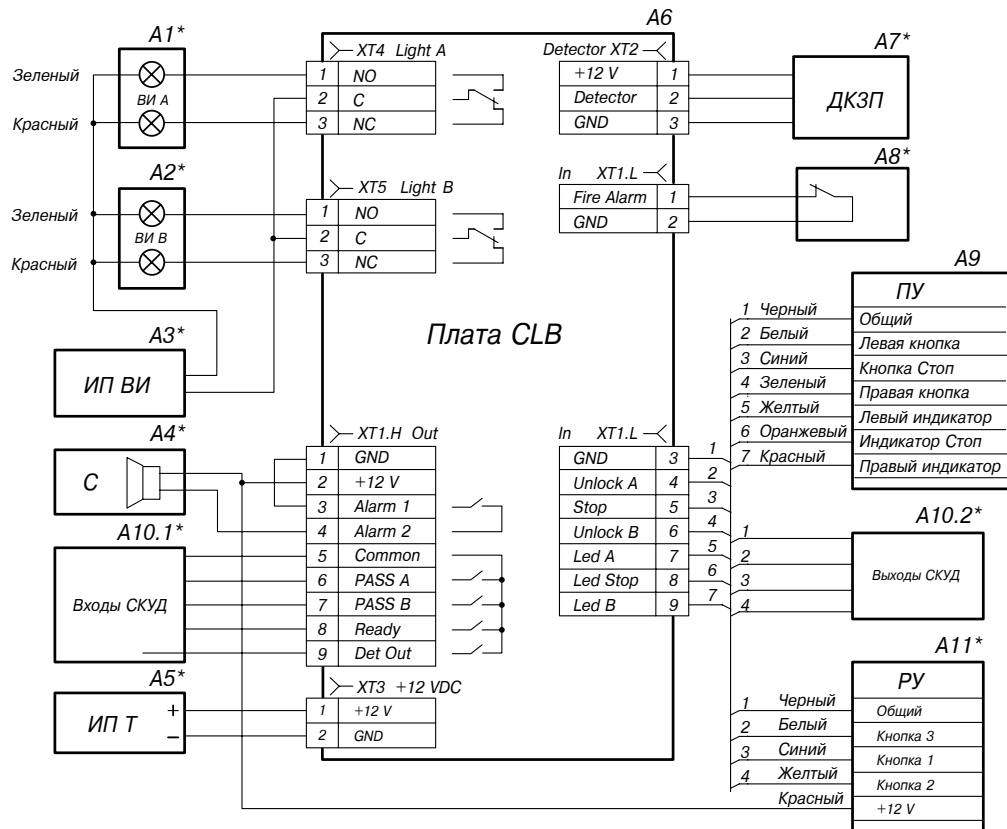 A6
A1*
Зеленый
ВИ А
Красный
XT4 Light A
1 NO
2 C
3 NC
A2*
Зеленый
ВИ В
Красный
XT5 Light B
1 NO
2 C
3 NC
A3*
ИП ВИ
Плата CLB
Detector XT2
+12 V 1
Detector 2
GND 3
A7*
ДКЗП
In XT1.L
Fire Alarm 1
GND 2
A8*
A9
ПУ
1 Черный Общий
2 Белый Левая кнопка
3 Синий Кнопка Стоп
4 Зеленый Правая кнопка
5 Желтый Левый индикатор
6 Оранжевый Индикатор Стоп
7 Красный Правый индикатор
A4*
C
XT1.H Out
1 GND
2 +12 V
3 Alarm 1
4 Alarm 2
5 Common
6 PASS A
7 PASS B
8 Ready
9 Det Out
A10.1*
Входы СКУД
A5*
ИП Т
+
–
XT3 +12 VDC
1 +12 V
2 GND
In XT1.L
GND 3 1
Unlock A 4 2
Stop 5 3
Unlock B 6 4
Led A 7 5
Led Stop 8 6
Led B 9 7
A10.2*
1
2
3
4
Выходы СКУД
A11*
РУ
1 Черный Общий
2 Белый Кнопка 3
3 Синий Кнопка 1
4 Желтый Кнопка 2
Красный +12 V